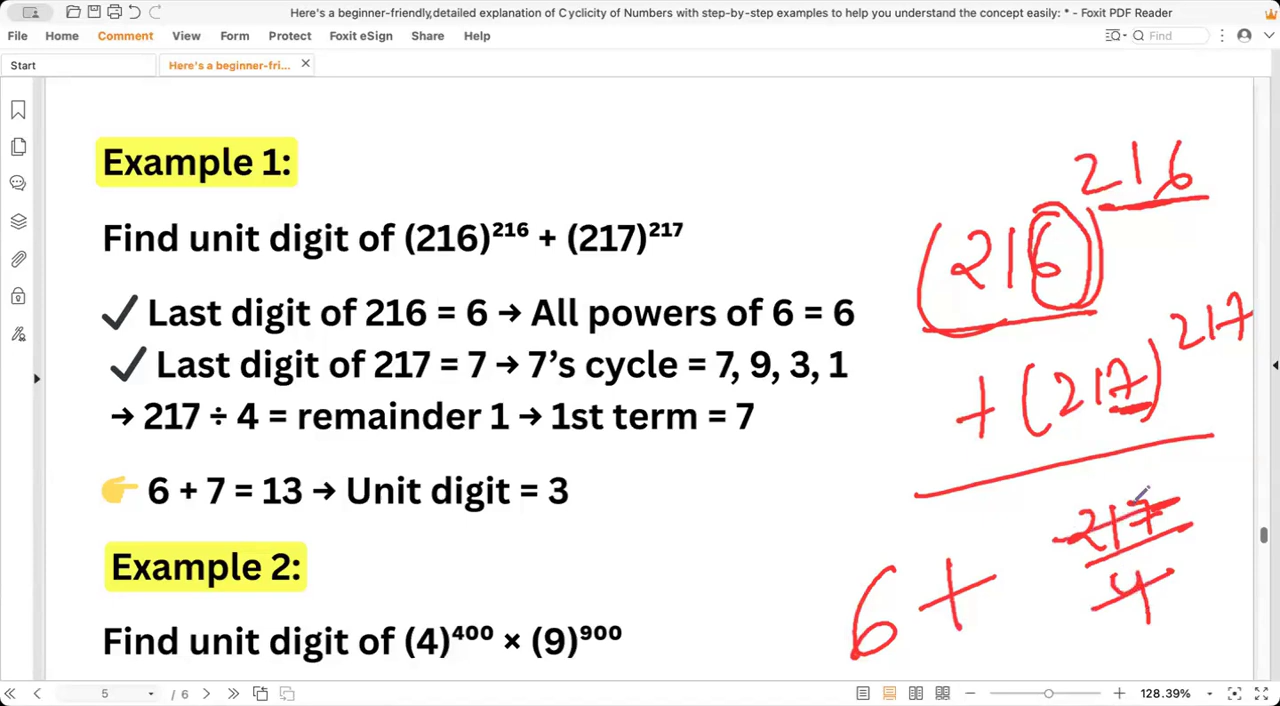 Here's a beginner-friendly,detailed explanation of Cyclicity of Numbers with step-by-step examples to help you understand the concept easily: * - Foxit PDF Reader
File Home Comment View Form Protect Foxit eSign Share Help Find
Start Here's a beginner-fri...
Example 1:
Find unit digit of (216)²¹⁶ + (217)²¹⁷
✓ Last digit of 216 = 6 → All powers of 6 = 6
✓ Last digit of 217 = 7 → 7’s cycle = 7, 9, 3, 1
→ 217 ÷ 4 = remainder 1 → 1st term = 7
👉 6 + 7 = 13 → Unit digit = 3
Example 2:
Find unit digit of (4)⁴⁰⁰ × (9)⁹⁰⁰
(216)²¹⁶
+ (217)²¹⁷
6 + 217/4
5 / 6 128.39%